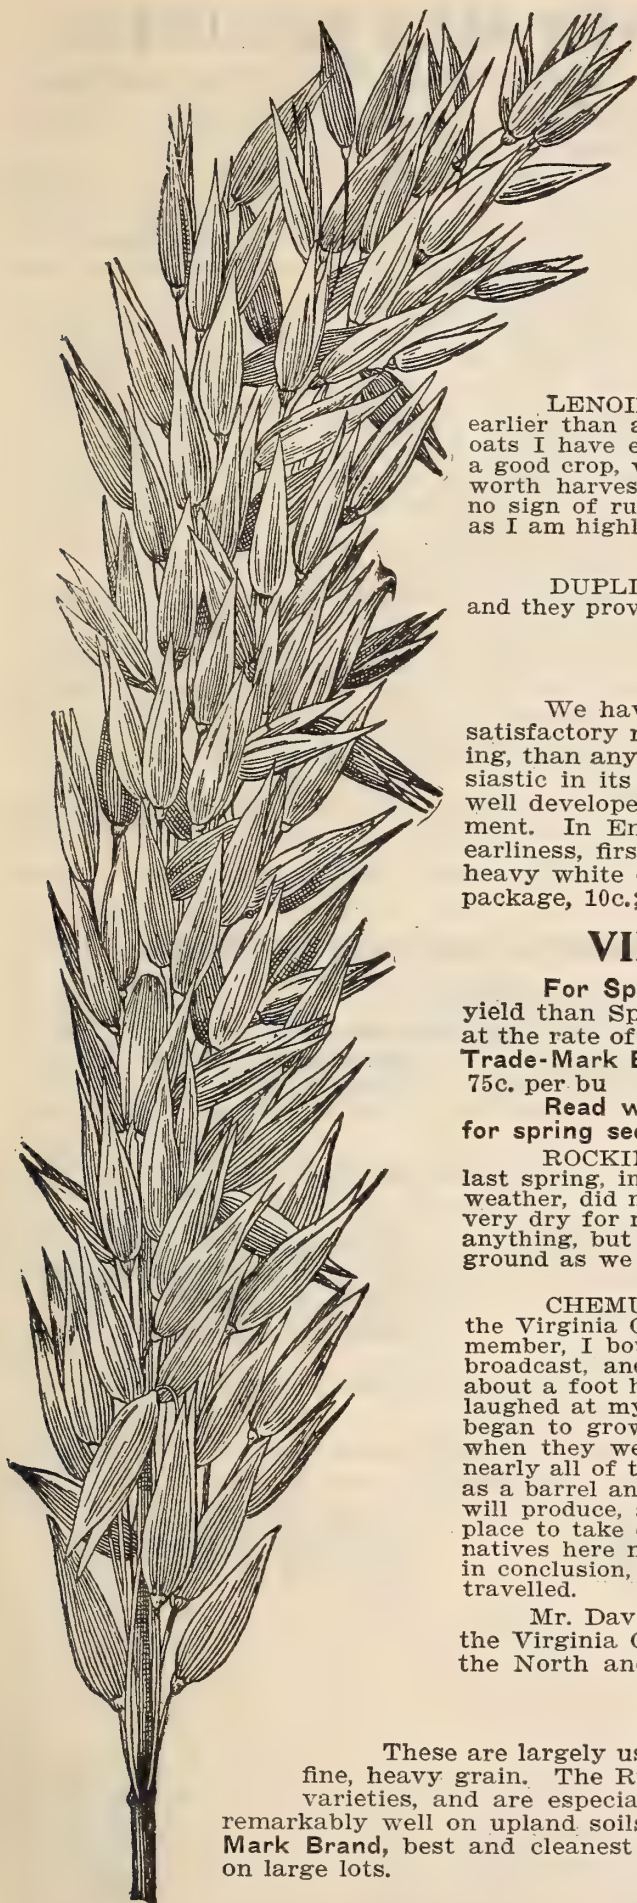 LENOI
earlier than a
oats I have e
a good crop, 
worth harves
no sign of ru
as I am highl
DUPLI
and they prov
We hav
satisfactory r
ing, than any
siastic in its
well develope
ment. In En
earliness, firs
heavy white
package, 10c.;
VI
For Sp
yield than Sp
at the rate of
Trade-Mark B
75c. per bu
Read w
for spring see
ROCKI
last spring, in
weather, did n
very dry for r
anything, but
ground as we
CHEMU
the Virginia
member, I bo
broadcast, and
about a foot h
laughed at my
began to grow
when they we
nearly all of t
as a barrel an
will produce, 
place to take
natives here n
in conclusion,
travelled.
Mr. Dav
the Virginia
the North and
These are largely us
fine, heavy grain. The R
varieties, and are especia
remarkably well on upland soils
Mark Brand, best and cleanest
on large lots.